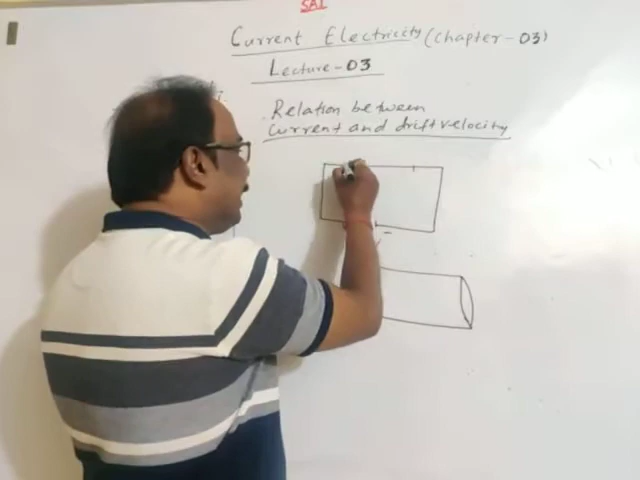 SAI
Current Electricity (Chapter-03)
Lecture-03
Relation between
Current and drift velocity